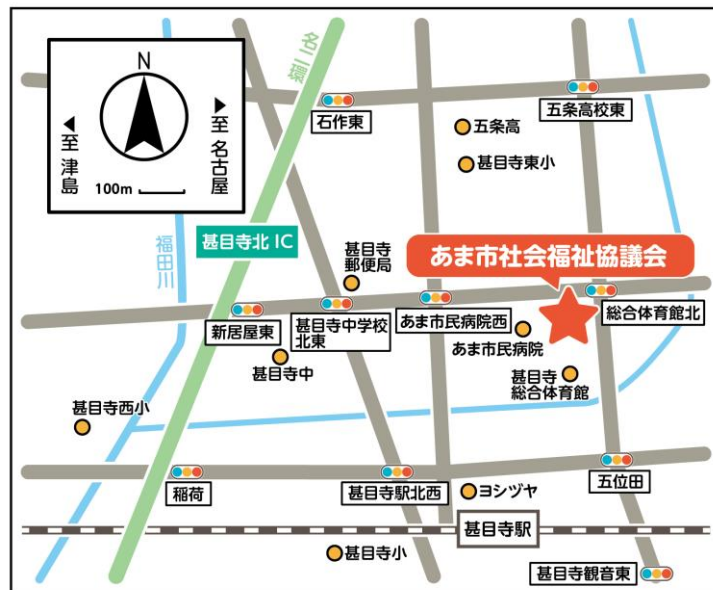 N
至 津島
至 名古屋
100m
名二環
石作東
五条高校東
五条高
甚目寺東小
福田川
甚目寺北 IC
甚目寺
郵便局
あま市社会福祉協議会
新居屋東
甚目寺中学校
北東
あま市民病院西
総合体育館北
あま市民病院
甚目寺中
甚目寺
総合体育館
甚目寺西小
稲荷
甚目寺駅北西
ヨシヅヤ
五位田
甚目寺駅
甚目寺小
甚目寺観音東